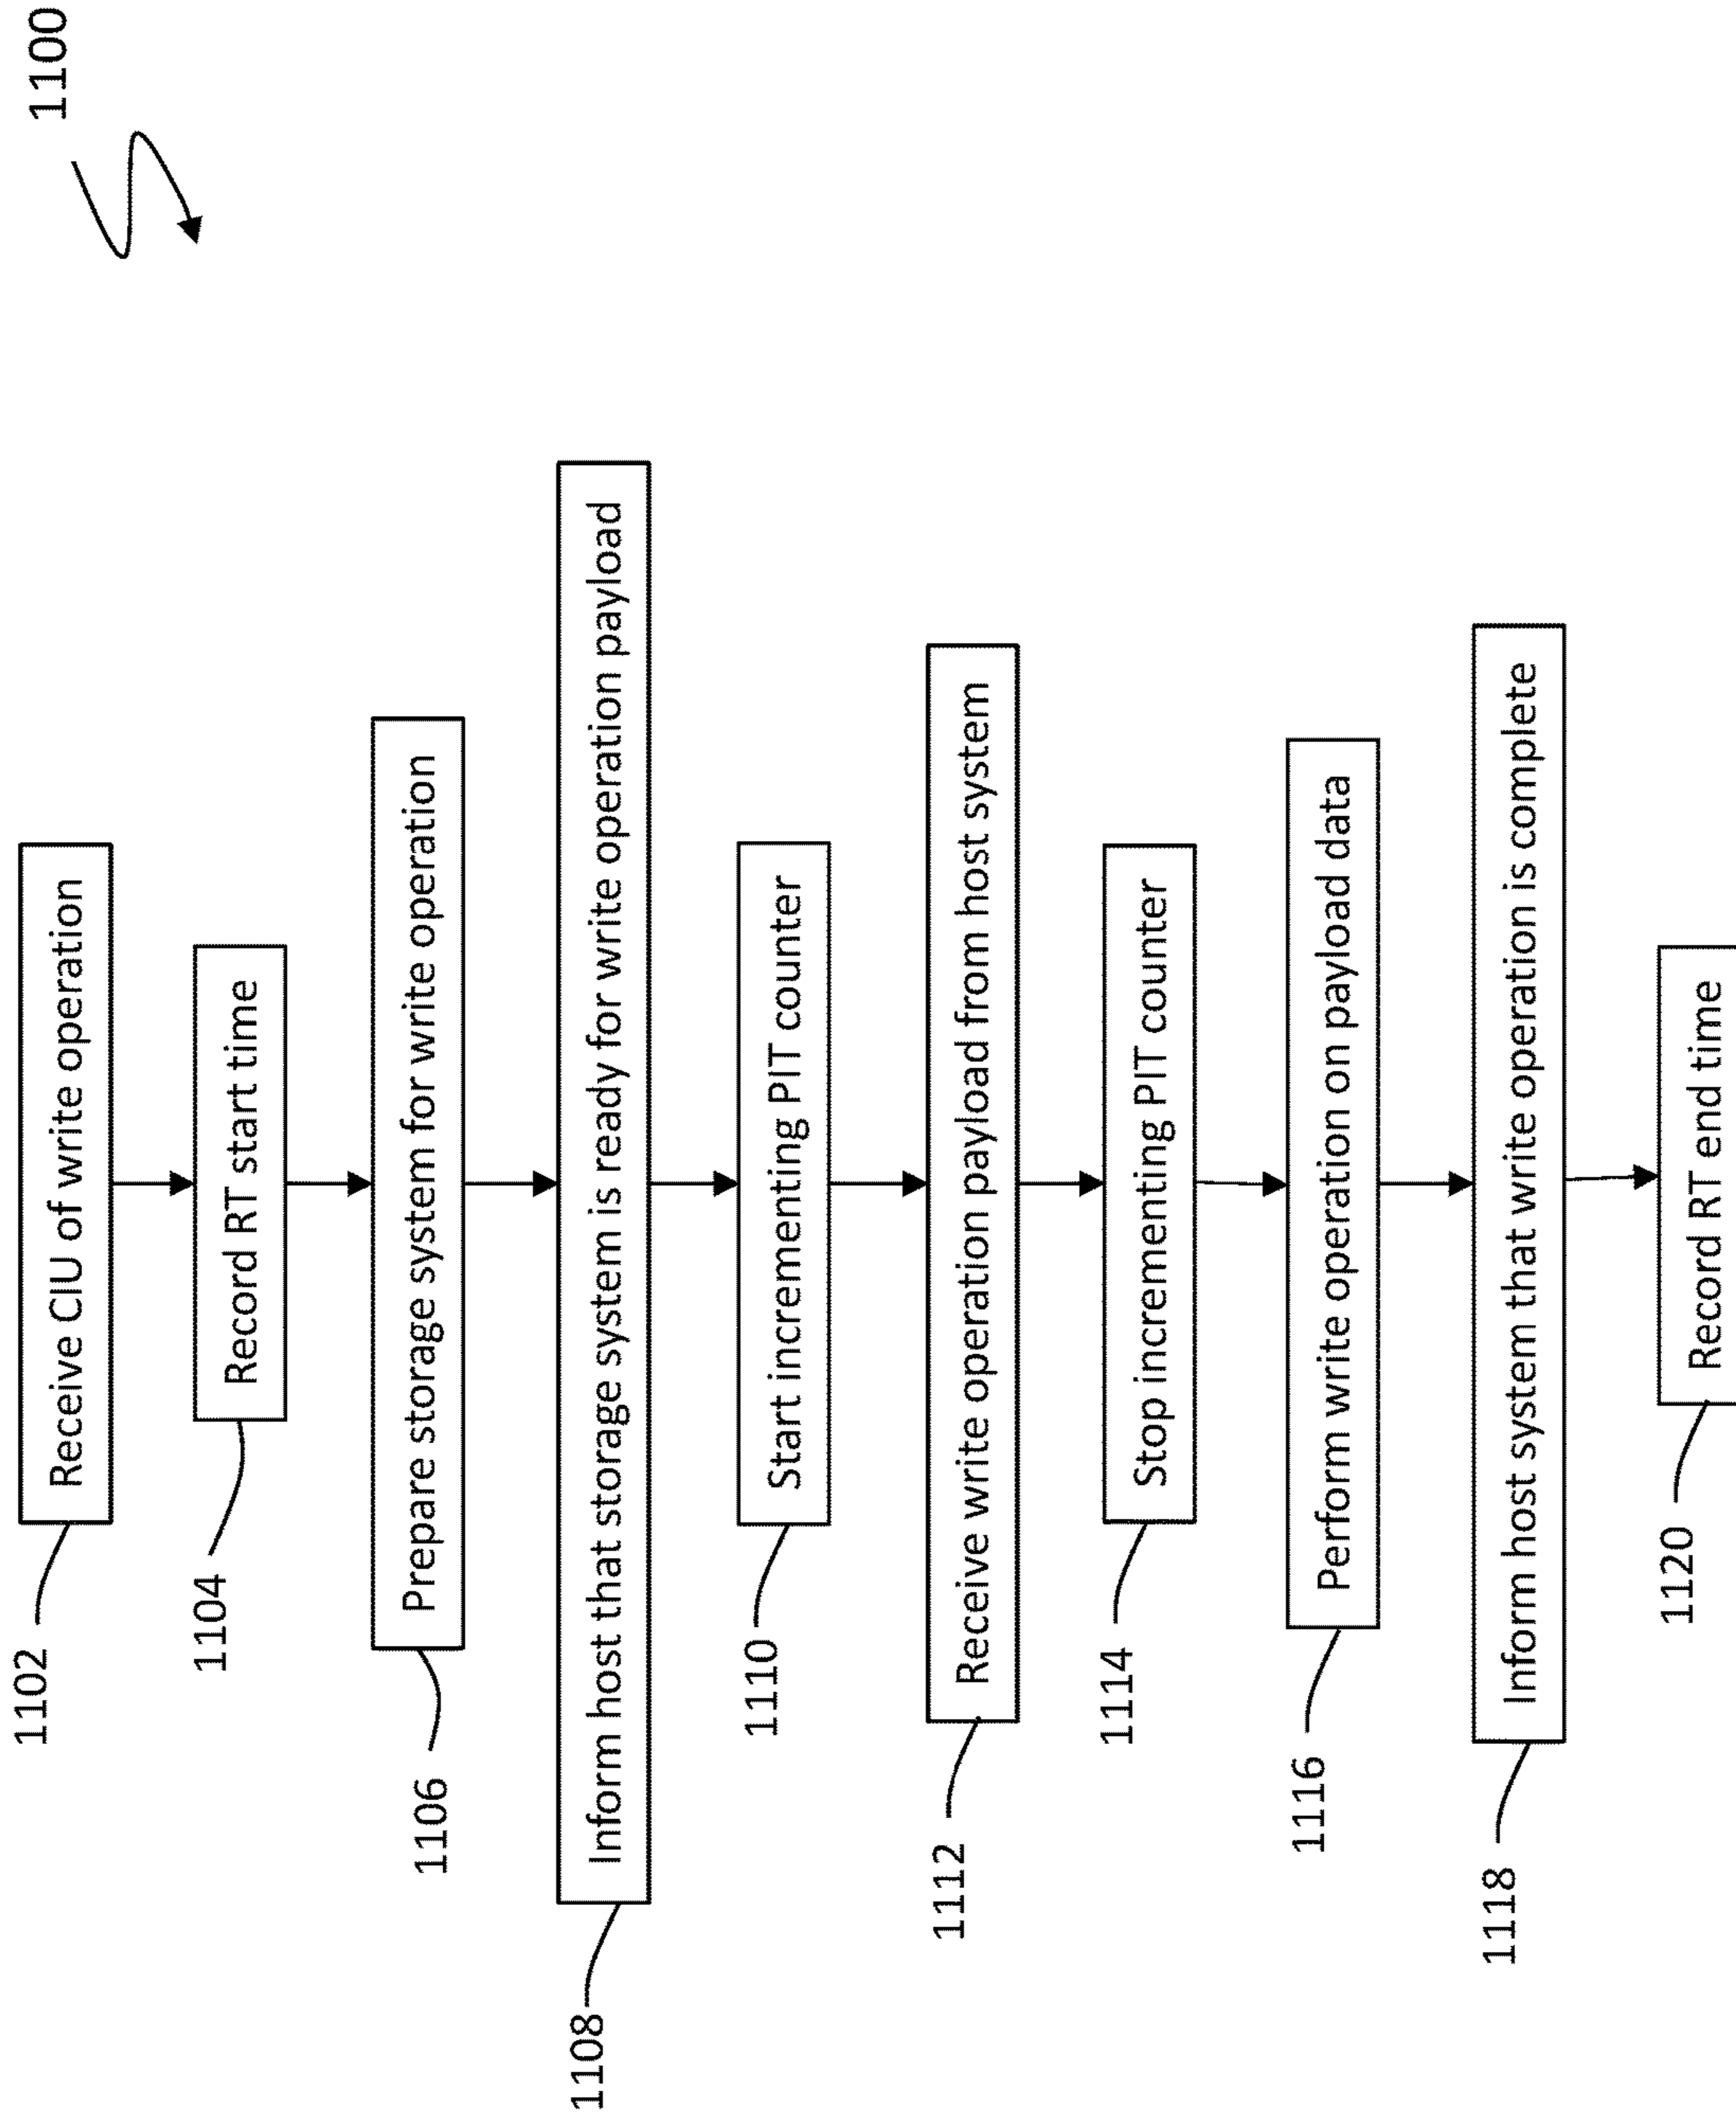 1100
1102
Receive CIU of write operation
1104
Record RT start time
1106
Prepare storage system for write operation
1108
Inform host that storage system is ready for write operation payload
1110
Start incrementing PIT counter
1112
Receive write operation payload from host system
1114
Stop incrementing PIT counter
1116
Perform write operation on payload data
1118
Inform host system that write operation is complete
1120
Record RT end time